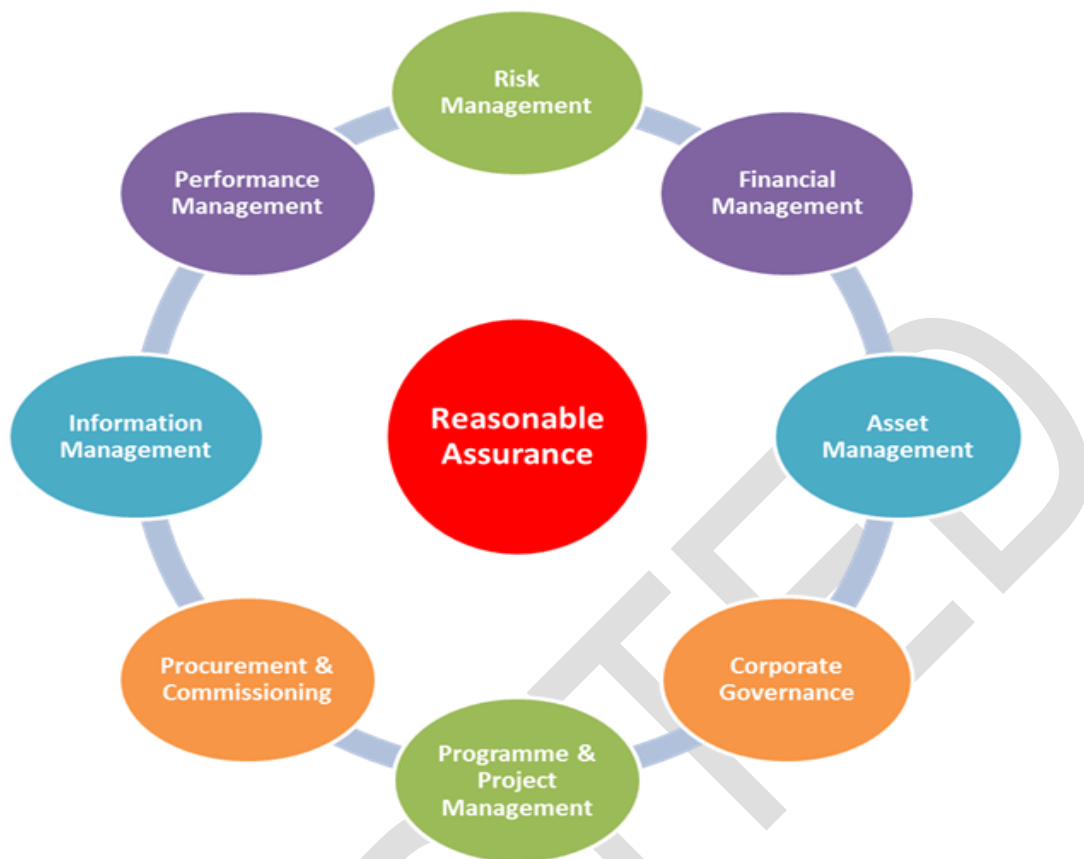 Risk
Management
Performance
Management
Financial
Management
Information
Management
Reasonable
Assurance
Asset
Management
Procurement &
Commissioning
Corporate
Governance
Programme &
Project
Management